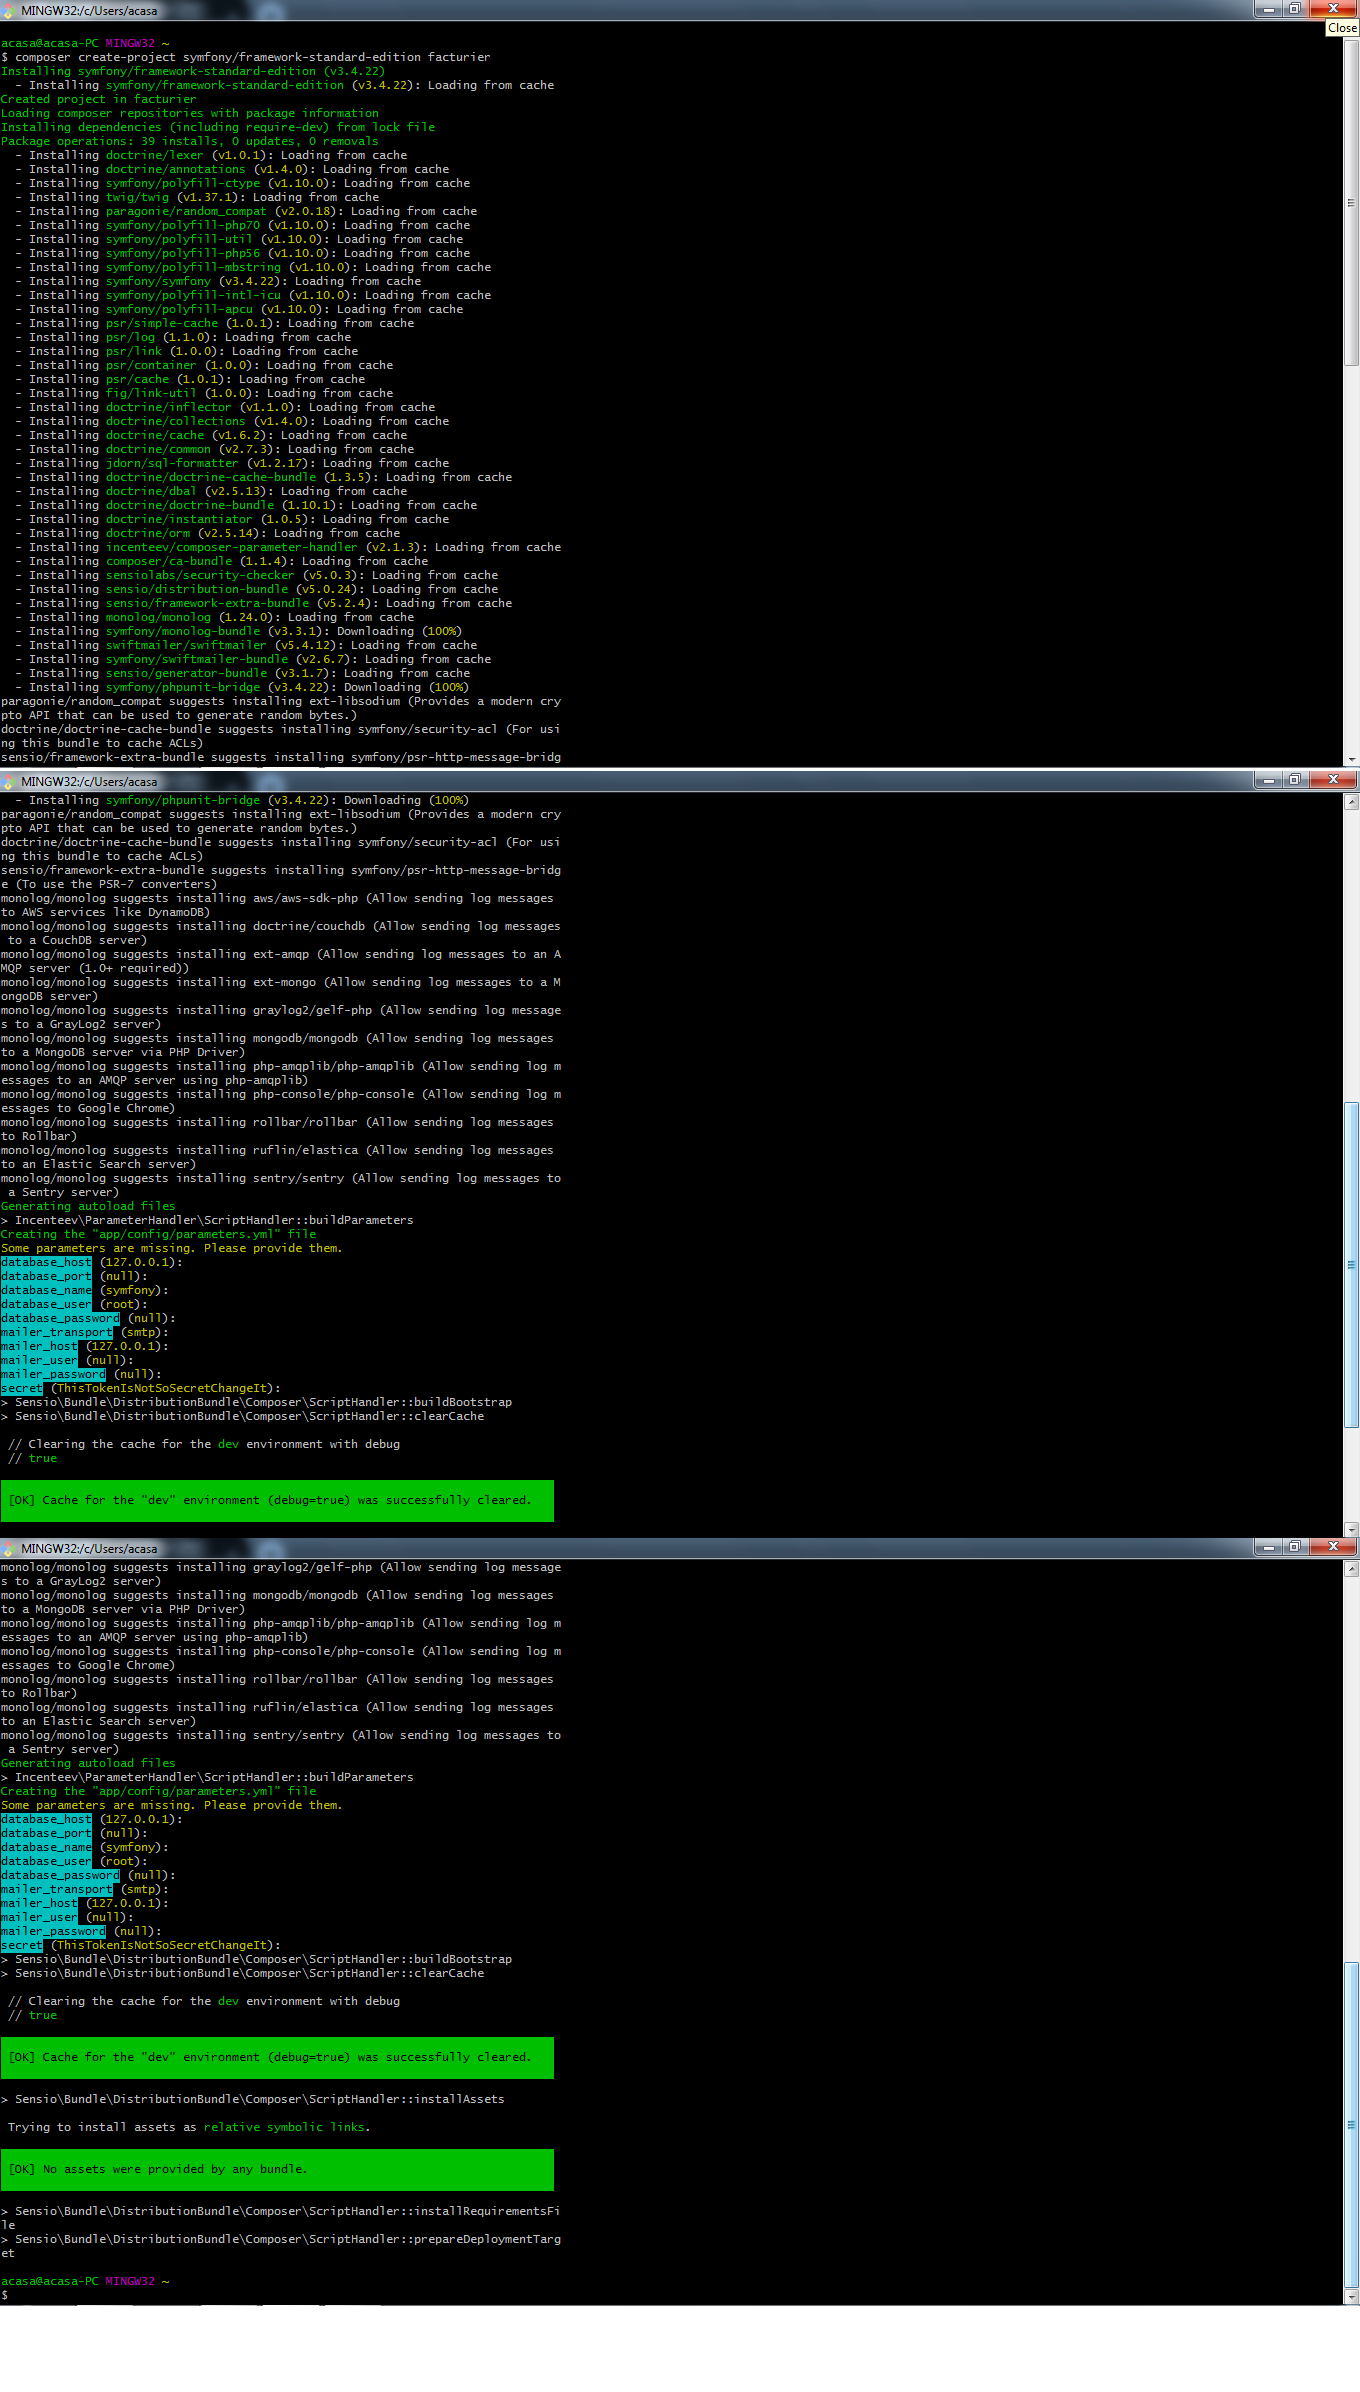 MINGW32:/c/Users/acasa
Close
acasa@acasa-PC MINGW32 ~
$ composer create-project symfony/framework-standard-edition facturier
Installing symfony/framework-standard-edition (v3.4.22)
  - Installing symfony/framework-standard-edition (v3.4.22): Loading from cache
Created project in facturier
Loading composer repositories with package information
Installing dependencies (including require-dev) from lock file
Package operations: 39 installs, 0 updates, 0 removals
  - Installing doctrine/lexer (v1.0.1): Loading from cache
  - Installing doctrine/annotations (v1.4.0): Loading from cache
  - Installing symfony/polyfill-ctype (v1.10.0): Loading from cache
  - Installing twig/twig (v1.37.1): Loading from cache
  - Installing paragonie/random_compat (v2.0.18): Loading from cache
  - Installing symfony/polyfill-php70 (v1.10.0): Loading from cache
  - Installing symfony/polyfill-util (v1.10.0): Loading from cache
  - Installing symfony/polyfill-php56 (v1.10.0): Loading from cache
  - Installing symfony/polyfill-mbstring (v1.10.0): Loading from cache
  - Installing symfony/symfony (v3.4.22): Loading from cache
  - Installing symfony/polyfill-intl-icu (v1.10.0): Loading from cache
  - Installing symfony/polyfill-apcu (v1.10.0): Loading from cache
  - Installing psr/simple-cache (1.0.1): Loading from cache
  - Installing psr/log (1.1.0): Loading from cache
  - Installing psr/link (1.0.0): Loading from cache
  - Installing psr/container (1.0.0): Loading from cache
  - Installing psr/cache (1.0.1): Loading from cache
  - Installing fig/link-util (1.0.0): Loading from cache
  - Installing doctrine/inflector (v1.1.0): Loading from cache
  - Installing doctrine/collections (v1.4.0): Loading from cache
  - Installing doctrine/cache (v1.6.2): Loading from cache
  - Installing doctrine/common (v2.7.3): Loading from cache
  - Installing jdorn/sql-formatter (v1.2.17): Loading from cache
  - Installing doctrine/doctrine-cache-bundle (1.3.5): Loading from cache
  - Installing doctrine/dbal (v2.5.13): Loading from cache
  - Installing doctrine/doctrine-bundle (1.10.1): Loading from cache
  - Installing doctrine/instantiator (1.0.5): Loading from cache
  - Installing doctrine/orm (v2.5.14): Loading from cache
  - Installing incenteev/composer-parameter-handler (v2.1.3): Loading from cache
  - Installing composer/ca-bundle (1.1.4): Loading from cache
  - Installing sensiolabs/security-checker (v5.0.3): Loading from cache
  - Installing sensio/distribution-bundle (v5.0.24): Loading from cache
  - Installing sensio/framework-extra-bundle (v5.2.4): Loading from cache
  - Installing monolog/monolog (1.24.0): Loading from cache
  - Installing symfony/monolog-bundle (v3.3.1): Downloading (100%)
  - Installing swiftmailer/swiftmailer (v5.4.12): Loading from cache
  - Installing symfony/swiftmailer-bundle (v2.6.7): Loading from cache
  - Installing sensio/generator-bundle (v3.1.7): Loading from cache
  - Installing symfony/phpunit-bridge (v3.4.22): Downloading (100%)
paragonie/random_compat suggests installing ext-libsodium (Provides a modern cry
pto API that can be used to generate random bytes.)
doctrine/doctrine-cache-bundle suggests installing symfony/security-acl (For usi
ng this bundle to cache ACLs)
sensio/framework-extra-bundle suggests installing symfony/psr-http-message-bridg
MINGW32:/c/Users/acasa
  - Installing symfony/phpunit-bridge (v3.4.22): Downloading (100%)
paragonie/random_compat suggests installing ext-libsodium (Provides a modern cry
pto API that can be used to generate random bytes.)
doctrine/doctrine-cache-bundle suggests installing symfony/security-acl (For usi
ng this bundle to cache ACLs)
sensio/framework-extra-bundle suggests installing symfony/psr-http-message-bridg
e (To use the PSR-7 converters)
monolog/monolog suggests installing aws/aws-sdk-php (Allow sending log messages
to AWS services like DynamoDB)
monolog/monolog suggests installing doctrine/couchdb (Allow sending log messages
 to a CouchDB server)
monolog/monolog suggests installing ext-amqp (Allow sending log messages to an A
MQP server (1.0+ required))
monolog/monolog suggests installing ext-mongo (Allow sending log messages to a M
ongoDB server)
monolog/monolog suggests installing graylog2/gelf-php (Allow sending log message
s to a GrayLog2 server)
monolog/monolog suggests installing mongodb/mongodb (Allow sending log messages
to a MongoDB server via PHP Driver)
monolog/monolog suggests installing php-amqplib/php-amqplib (Allow sending log m
essages to an AMQP server using php-amqplib)
monolog/monolog suggests installing php-console/php-console (Allow sending log m
essages to Google Chrome)
monolog/monolog suggests installing rollbar/rollbar (Allow sending log messages
to Rollbar)
monolog/monolog suggests installing ruflin/elastica (Allow sending log messages
to an Elastic Search server)
monolog/monolog suggests installing sentry/sentry (Allow sending log messages to
 a Sentry server)
Generating autoload files
> Incenteev\ParameterHandler\ScriptHandler::buildParameters
Creating the "app/config/parameters.yml" file
Some parameters are missing. Please provide them.
database_host (127.0.0.1):
database_port (null):
database_name (symfony):
database_user (root):
database_password (null):
mailer_transport (smtp):
mailer_host (127.0.0.1):
mailer_user (null):
mailer_password (null):
secret (ThisTokenIsNotSoSecretChangeIt):
> Sensio\Bundle\DistributionBundle\Composer\ScriptHandler::buildBootstrap
> Sensio\Bundle\DistributionBundle\Composer\ScriptHandler::clearCache
 // Clearing the cache for the dev environment with debug
 // true
 [OK] Cache for the "dev" environment (debug=true) was successfully cleared.
MINGW32:/c/Users/acasa
monolog/monolog suggests installing graylog2/gelf-php (Allow sending log message
s to a GrayLog2 server)
monolog/monolog suggests installing mongodb/mongodb (Allow sending log messages
to a MongoDB server via PHP Driver)
monolog/monolog suggests installing php-amqplib/php-amqplib (Allow sending log m
essages to an AMQP server using php-amqplib)
monolog/monolog suggests installing php-console/php-console (Allow sending log m
essages to Google Chrome)
monolog/monolog suggests installing rollbar/rollbar (Allow sending log messages
to Rollbar)
monolog/monolog suggests installing ruflin/elastica (Allow sending log messages
to an Elastic Search server)
monolog/monolog suggests installing sentry/sentry (Allow sending log messages to
 a Sentry server)
Generating autoload files
> Incenteev\ParameterHandler\ScriptHandler::buildParameters
Creating the "app/config/parameters.yml" file
Some parameters are missing. Please provide them.
database_host (127.0.0.1):
database_port (null):
database_name (symfony):
database_user (root):
database_password (null):
mailer_transport (smtp):
mailer_host (127.0.0.1):
mailer_user (null):
mailer_password (null):
secret (ThisTokenIsNotSoSecretChangeIt):
> Sensio\Bundle\DistributionBundle\Composer\ScriptHandler::buildBootstrap
> Sensio\Bundle\DistributionBundle\Composer\ScriptHandler::clearCache
 // Clearing the cache for the dev environment with debug
 // true
 [OK] Cache for the "dev" environment (debug=true) was successfully cleared.
> Sensio\Bundle\DistributionBundle\Composer\ScriptHandler::installAssets
 Trying to install assets as relative symbolic links.
 [OK] No assets were provided by any bundle.
> Sensio\Bundle\DistributionBundle\Composer\ScriptHandler::installRequirementsFi
le
> Sensio\Bundle\DistributionBundle\Composer\ScriptHandler::prepareDeploymentTarg
et
acasa@acasa-PC MINGW32 ~
$